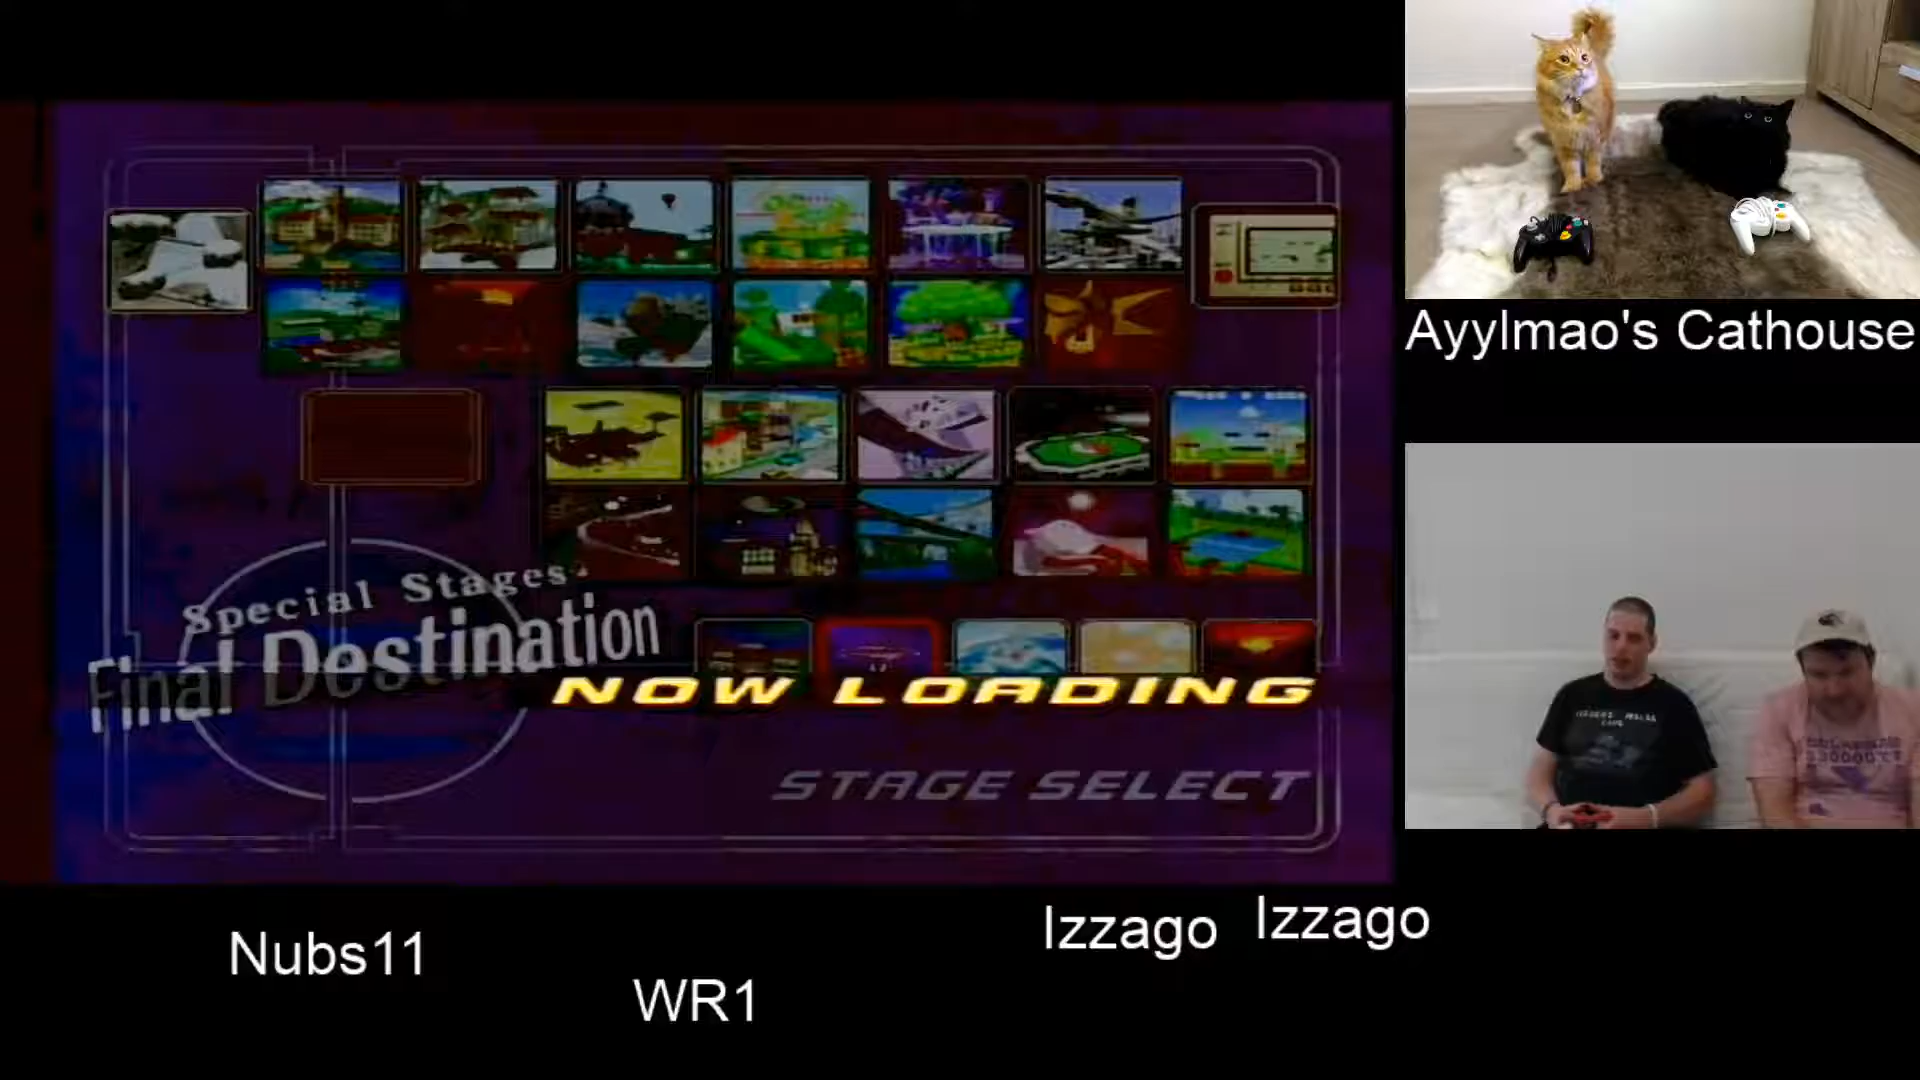 Ayylmao's Cathouse
Special Stages
Final Destination
NOW LOADING
STAGE SELECT
Nubs11
Izzago
Izzago
WR1